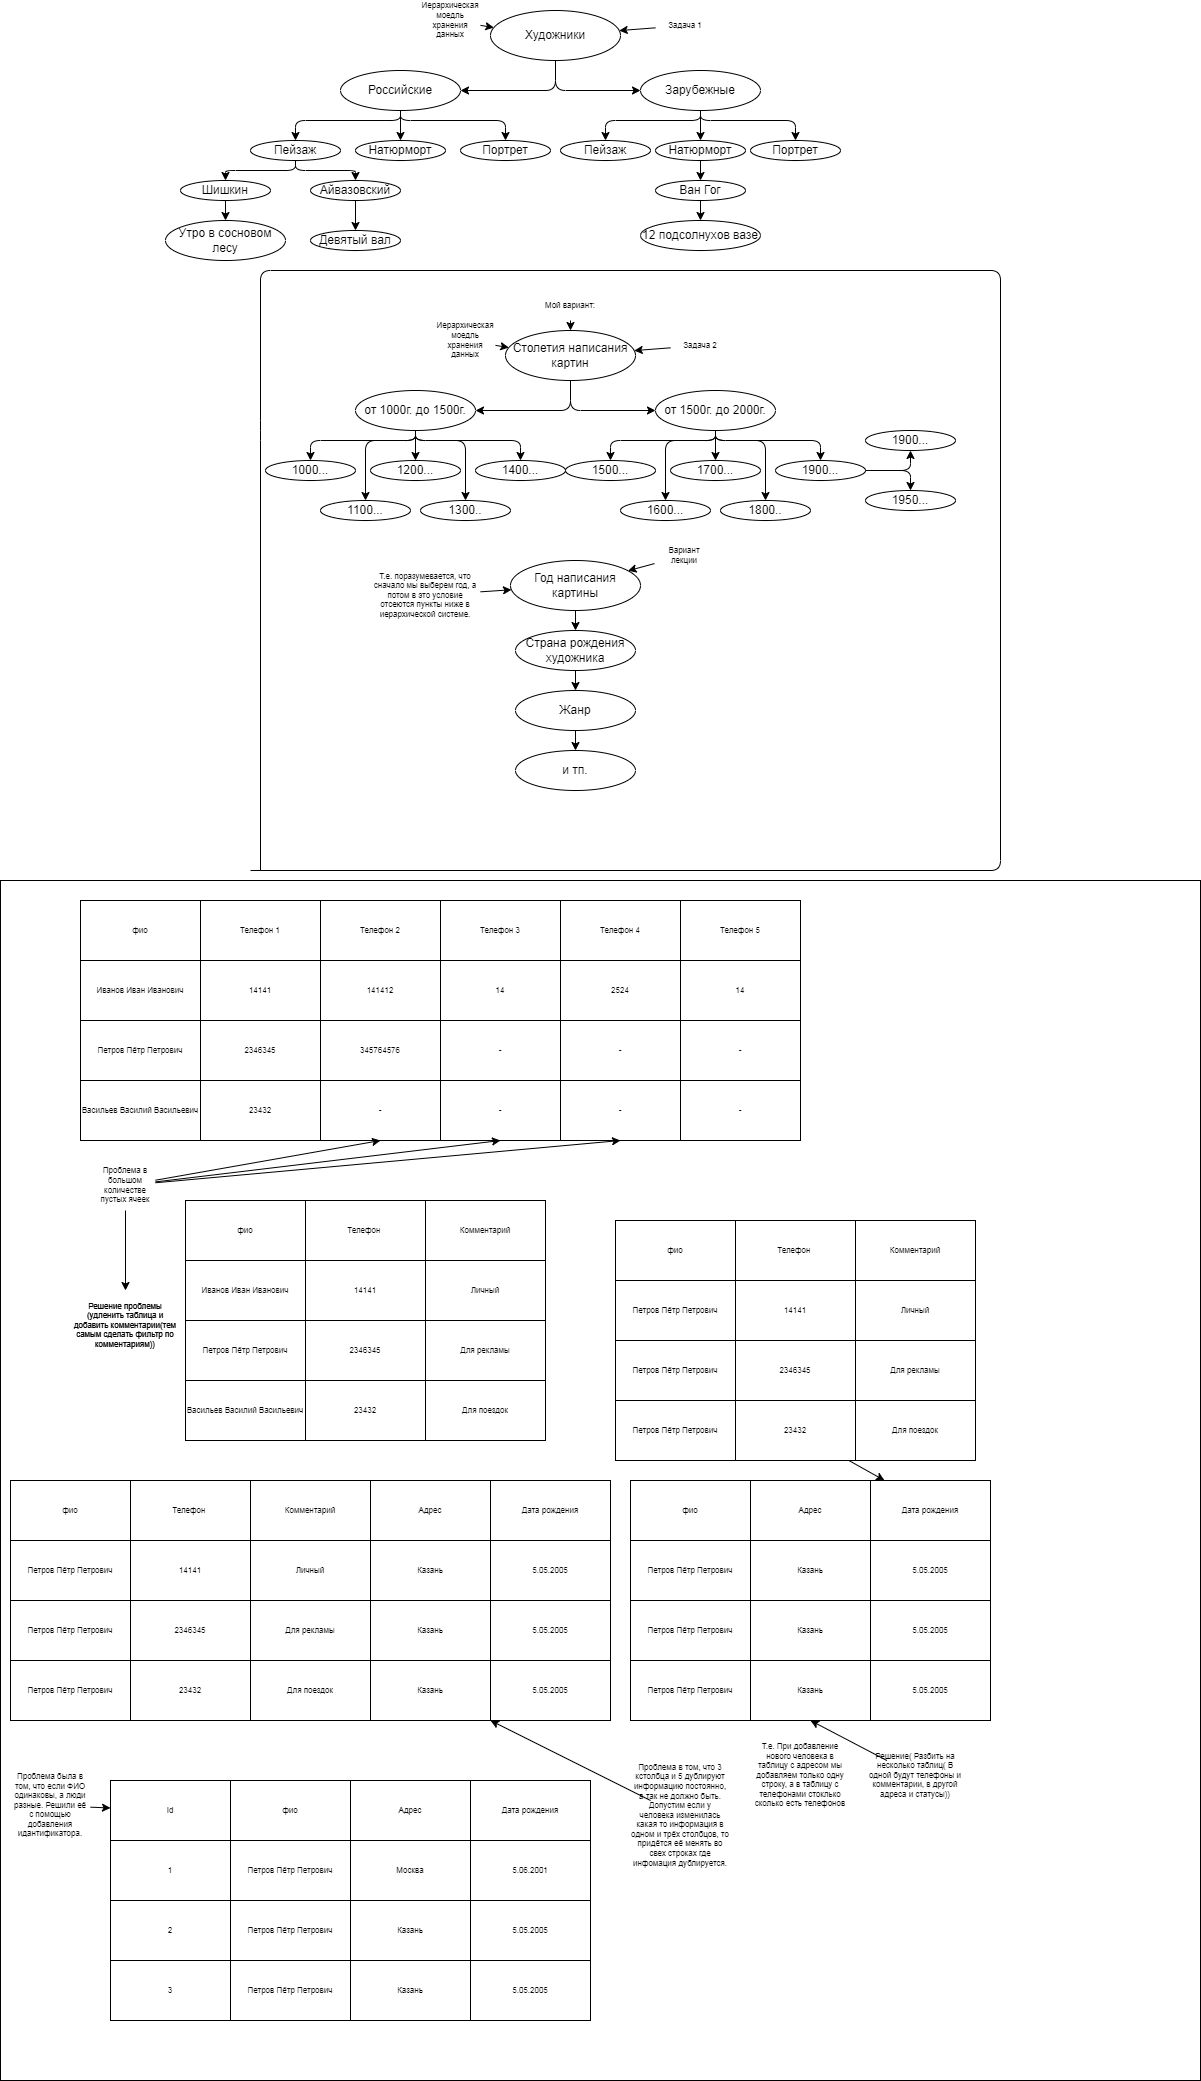 Иерархическая
моедль
хранения
данных
Художники
Задача 1
Российские
Зарубежные
Пейзаж
Натюрморт
Портрет
Пейзаж
Натюрморт
Портрет
Шишкин
Айвазовский
Ван Гог
Утро в сосновом
лесу
Девятый вал
12 подсолнухов вазе
Мой вариант:
Иерархическая
моедль
хранения
данных
Столетия написания
картин
Задача 2
от 1000г. до 1500г.
от 1500г. до 2000г.
1000...
1200...
1400...
1500...
1700...
1900...
1900...
1950...
1100...
1300..
1600...
1800..
Вариант
лекции
Т.е. поразумевается, что
сначало мы выберем год, а
потом в это условие
отсеются пункты ниже в
иерархической системе.
Год написания
картины
Страна рождения
художника
Жанр
и тп.
фио Телефон 1 Телефон 2 Телефон 3 Телефон 4 Телефон 5
Иванов Иван Иванович 14141 141412 14 2524 14
Петров Пётр Петрович 2346345 345764576 - - -
Васильев Василий Васильевич 23432 - - - -
Проблема в
большом
количестве
пустых ячеек
Решение проблемы
(удленить таблица и
добавить комментарии(тем
самым сделать фильтр по
комментариям))
фио Телефон Комментарий
Иванов Иван Иванович 14141 Личный
Петров Пётр Петрович 2346345 Для рекламы
Васильев Василий Васильевич 23432 Для поездок
фио Телефон Комментарий
Петров Пётр Петрович 14141 Личный
Петров Пётр Петрович 2346345 Для рекламы
Петров Пётр Петрович 23432 Для поездок
фио Телефон Комментарий Адрес Дата рождения
Петров Пётр Петрович 14141 Личный Казань 5.05.2005
Петров Пётр Петрович 2346345 Для рекламы Казань 5.05.2005
Петров Пётр Петрович 23432 Для поездок Казань 5.05.2005
фио Адрес Дата рождения
Петров Пётр Петрович Казань 5.05.2005
Петров Пётр Петрович Казань 5.05.2005
Петров Пётр Петрович Казань 5.05.2005
Проблема была в
том, что если ФИО
одинаковы, а люди
разные. Решили её
с помощью
добавления
идантификатора.
Id фио Адрес Дата рождения
1 Петров Пётр Петрович Москва 5.06.2001
2 Петров Пётр Петрович Казань 5.05.2005
3 Петров Пётр Петрович Казань 5.05.2005
Проблема в том, что 3
кстолбца и 5 дублируют
информацию постоянно,
а так не должно быть.
Допустим если у
человека изменилась
какая то информация в
одном и трёх столбцов, то
придётся её менять во
свех строках где
инфомация дублируется.
Т.е. При добавление
нового человека в
таблицу с адресом мы
добавляем только одну
строку, а в таблицу с
телефонами стоклько
сколько есть телефонов
Решение( Разбить на
несколько таблиц( В
одной будут телефоны и
комментарии, в другой
адреса и статусы))